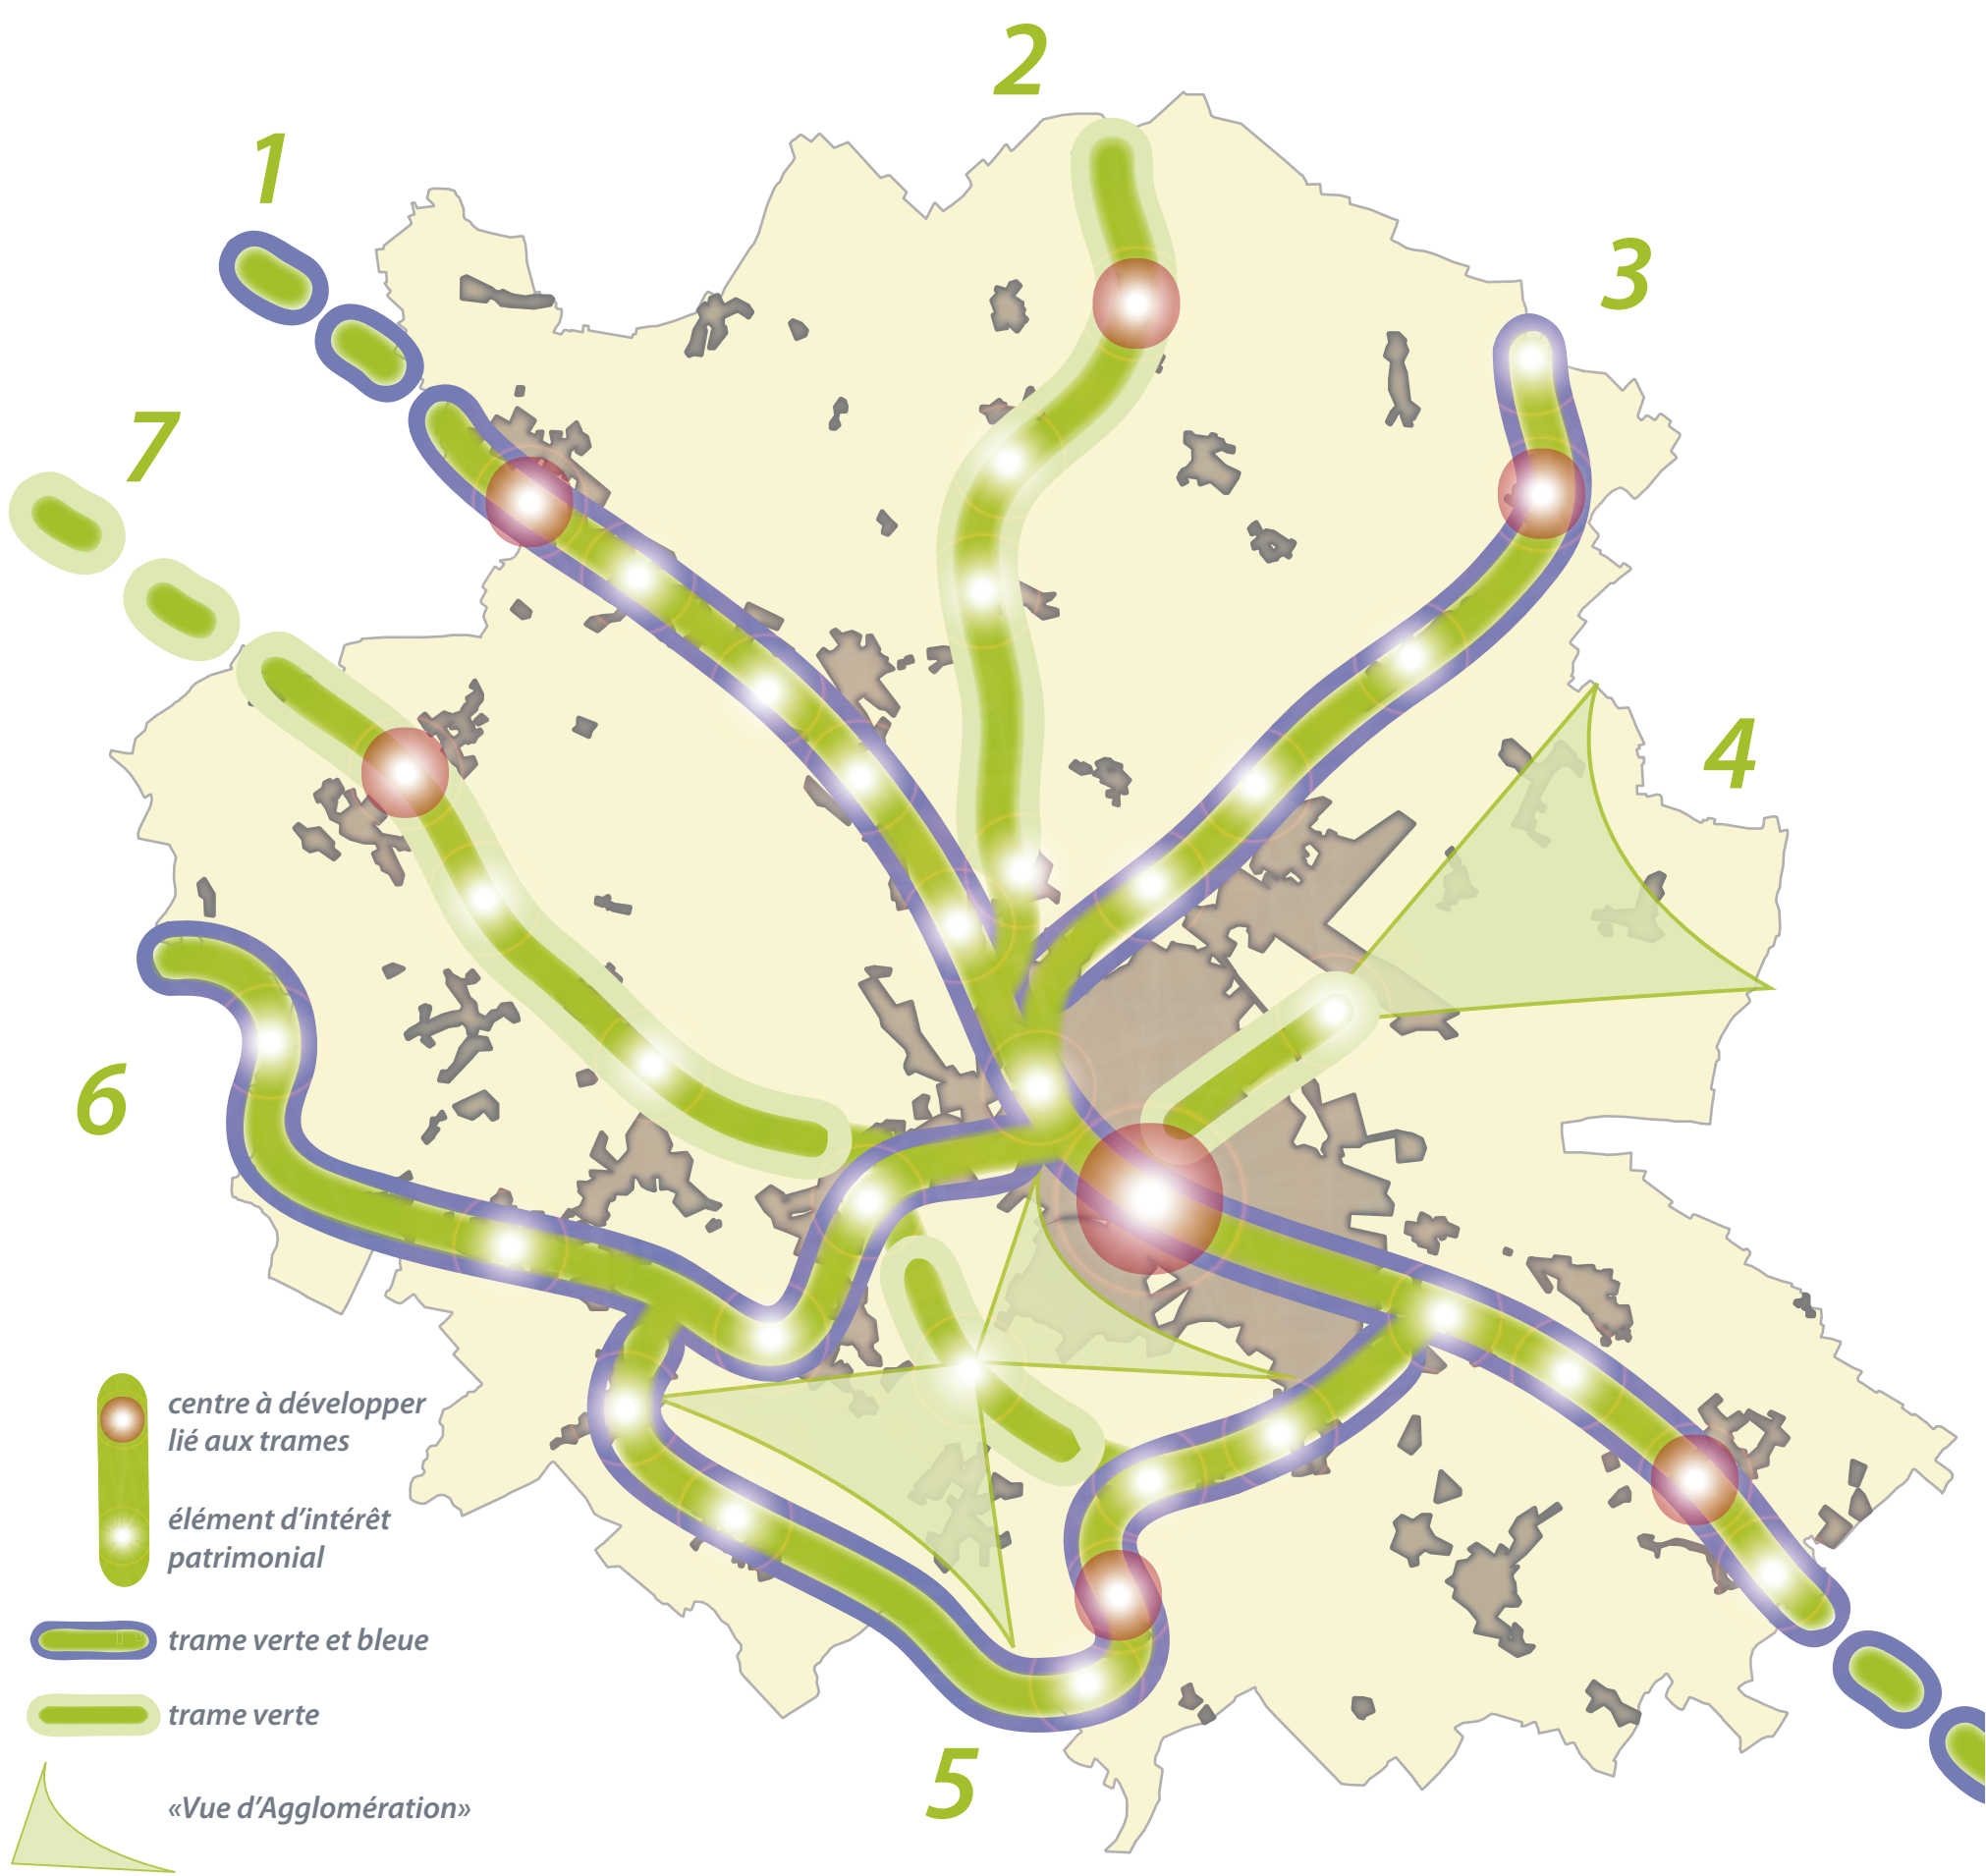 2
1
3
7
4
6
centre à développer
lié aux trames
élément d’intérêt
patrimonial
trame verte et bleue
trame verte
«Vue d’Agglomération»
5